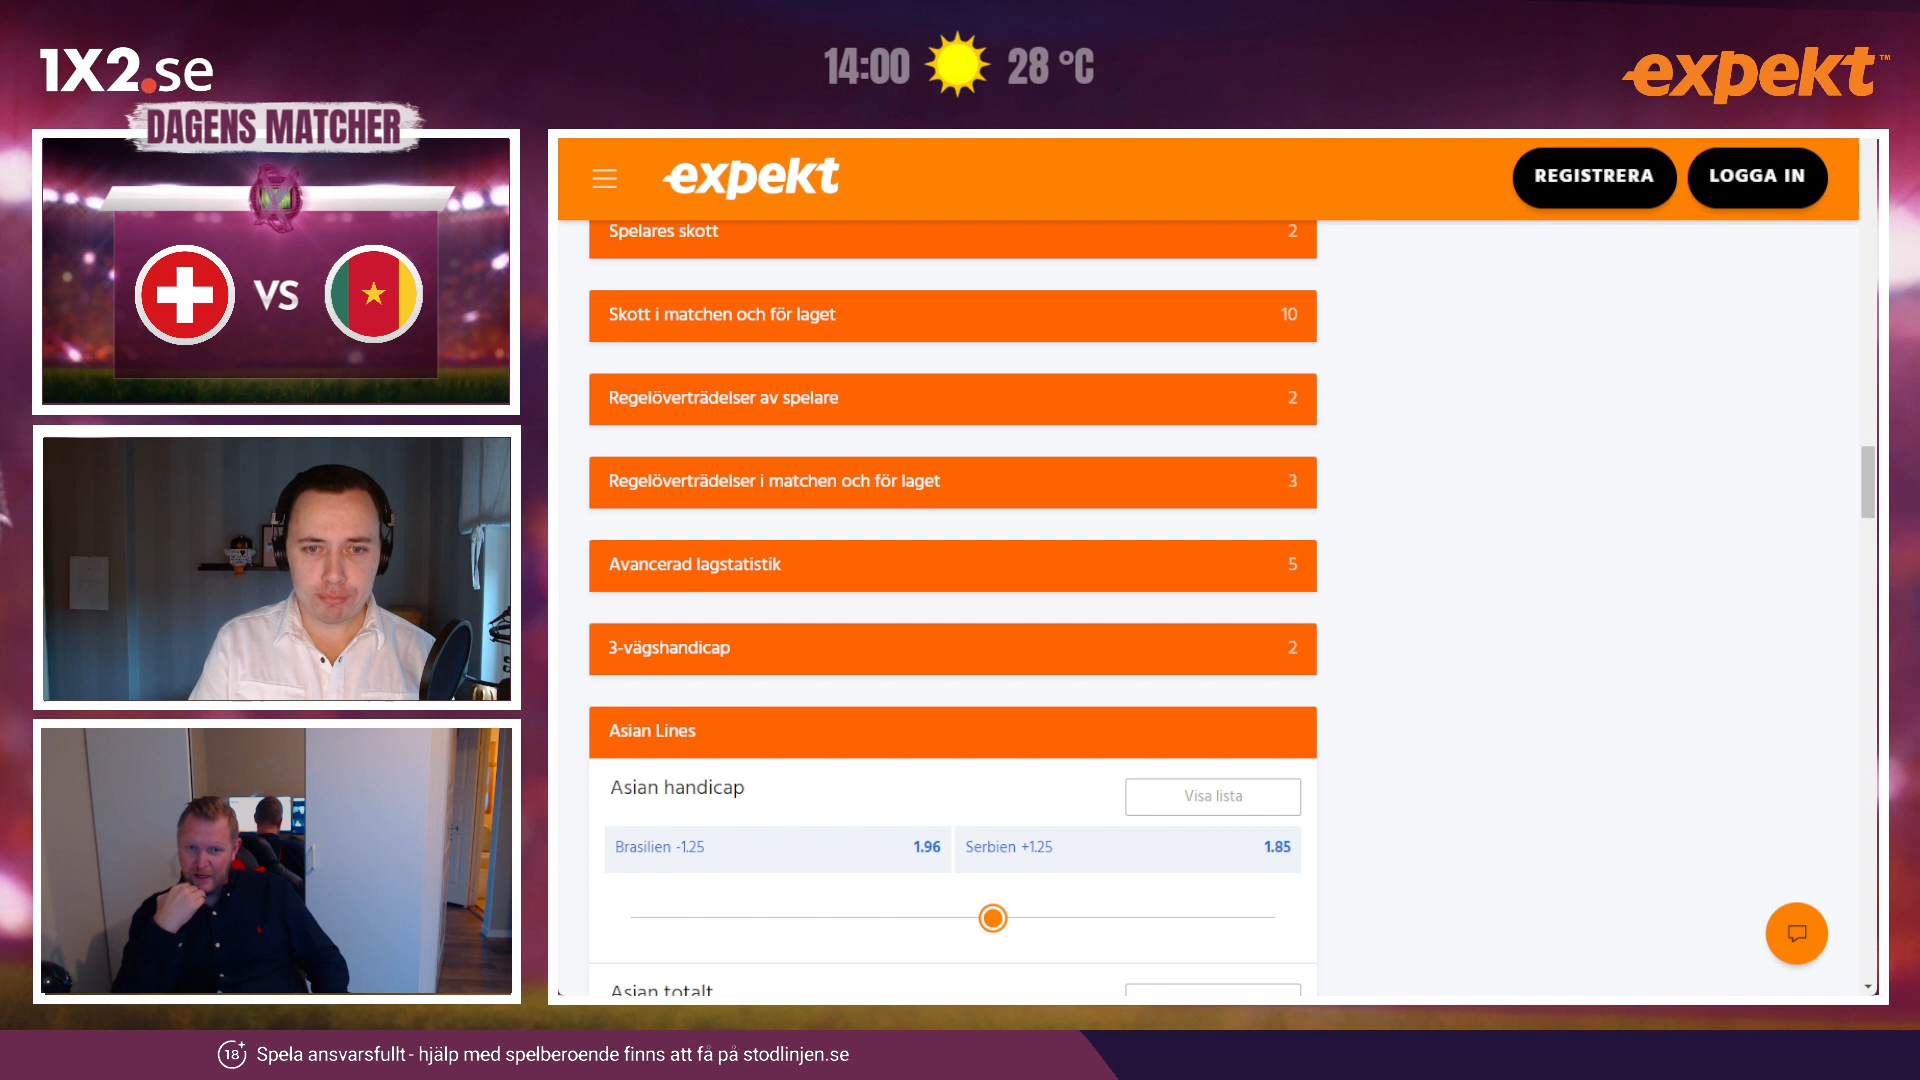 1X2.se
14:00 28 °C
expekt™
DAGENS MATCHER
VS
expekt
REGISTRERA
LOGGA IN
Spelares skott 2
Skott i matchen och för laget 10
Regelöverträdelser av spelare 2
Regelöverträdelser i matchen och för laget 3
Avancerad lagstatistik 5
3-vägshandicap 2
Asian Lines
Asian handicap
Visa lista
Brasilien -1.25 1.96
Serbien +1.25 1.85
Asian totalt
18+ Spela ansvarsfullt - hjälp med spelberoende finns att få på stodlinjen.se